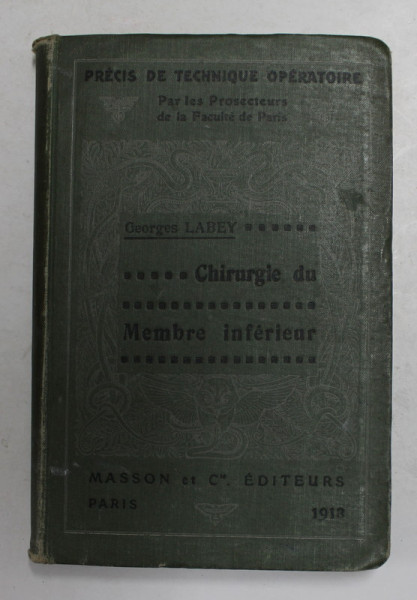 PRÉCIS DE TECHNIQUE OPÉRATOIRE
Par les Prosecteurs
de la Faculté de Paris
Georges LABEY
Chirurgie du
Membre inférieur
MASSON et Cie, ÉDITEURS
PARIS 1913